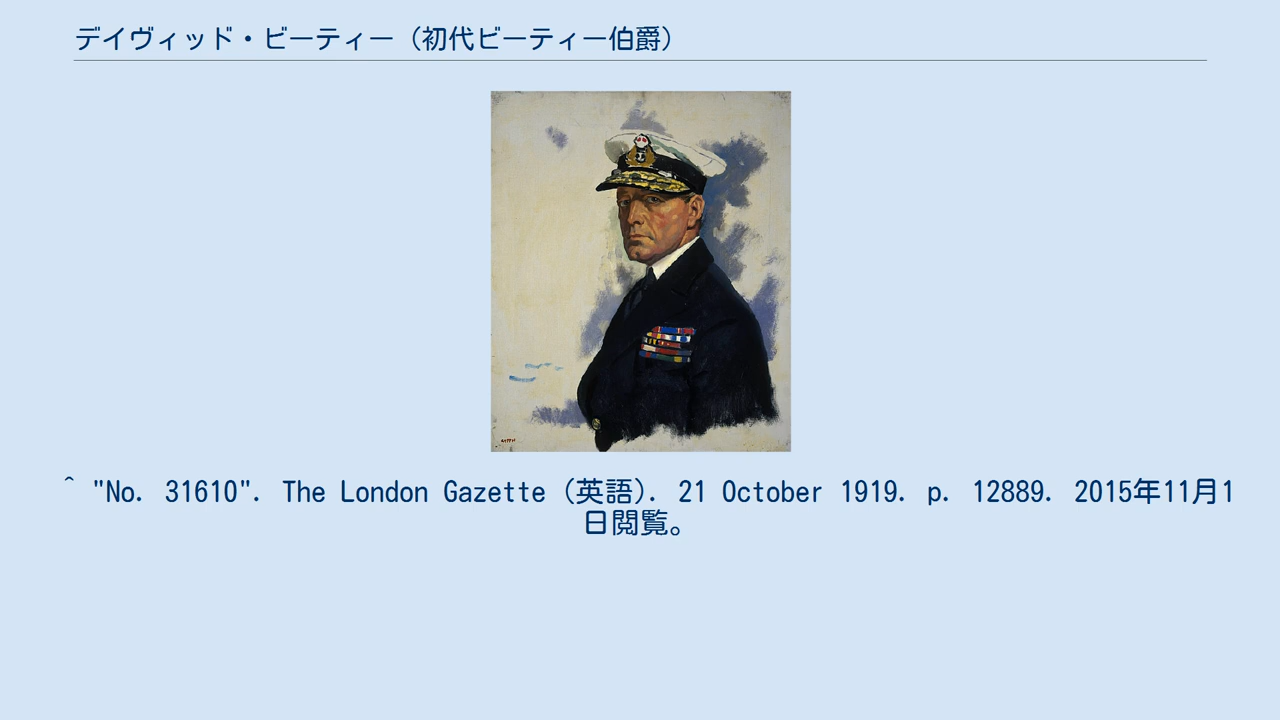 デイヴィッド・ビーティー（初代ビーティー伯爵）
^ "No. 31610". The London Gazette (英語). 21 October 1919. p. 12889. 2015年11月1
日閲覧。